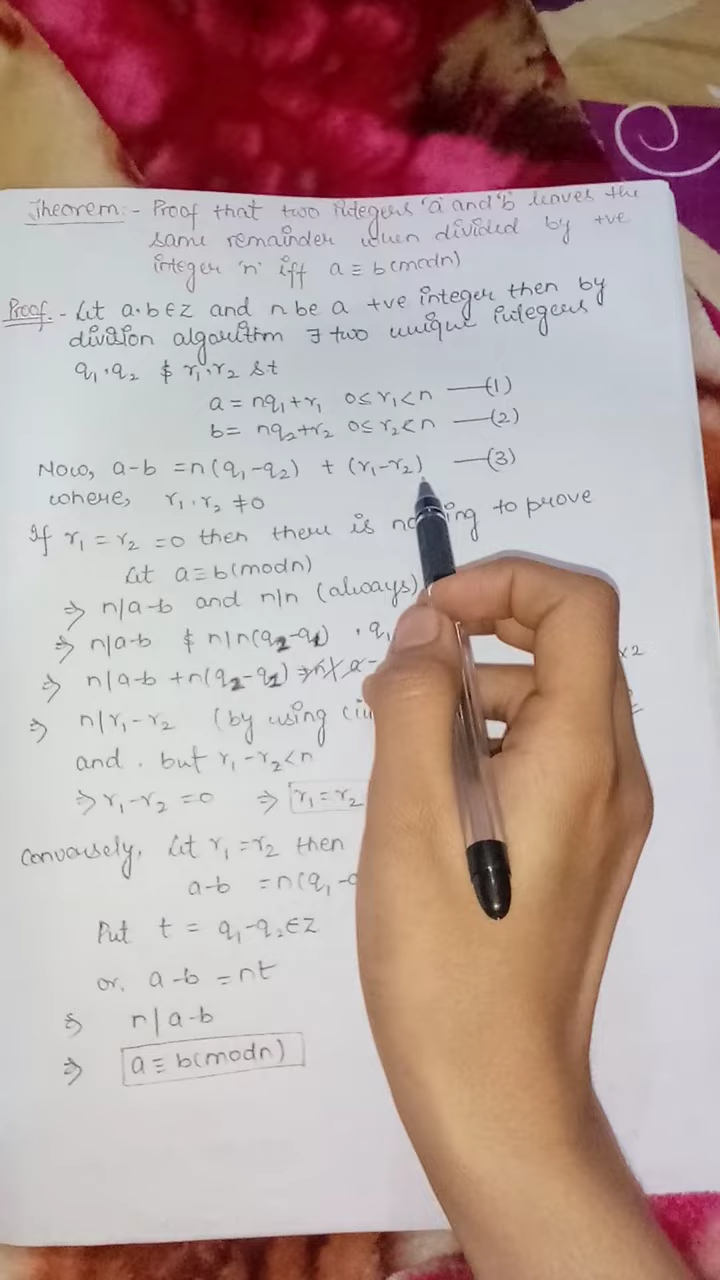 Theorem:- Proof that two integers 'a' and 'b' leaves the
same remainder when divided by +ve
integer 'n' iff a ≡ b(modn)
Proof.- Let a.b∈z and n be a +ve integer then by
division algorithm ∃ two unique integers
q₁,q₂ & r₁,r₂ st
a = nq₁+r₁ 0≤r₁<n —(1)
b= nq₂+r₂ 0≤r₂<n —(2)
Now, a-b =n(q₁-q₂) + (r₁-r₂) —(3)
where, r₁.r₂ ≠0
If r₁=r₂ =0 then there is to prove
Let a≡b(modn)
⇒ n/a-b and n/n (always)
⇒ n/a-b & n/n(q₂-q₁)
⇒ n/a-b +n(q₂-q₁)
⇒ n/r₁-r₂ (by using
and. but r₁-r₂<n
⇒r₁-r₂ =0 ⇒ r₁=r₂
Conversely, Let r₁=r₂ then
a-b =n(q₁-
Put t = q₁-q₂∈Z
or, a-b =nt
⇒ n/a-b
⇒ a≡ b(modn)